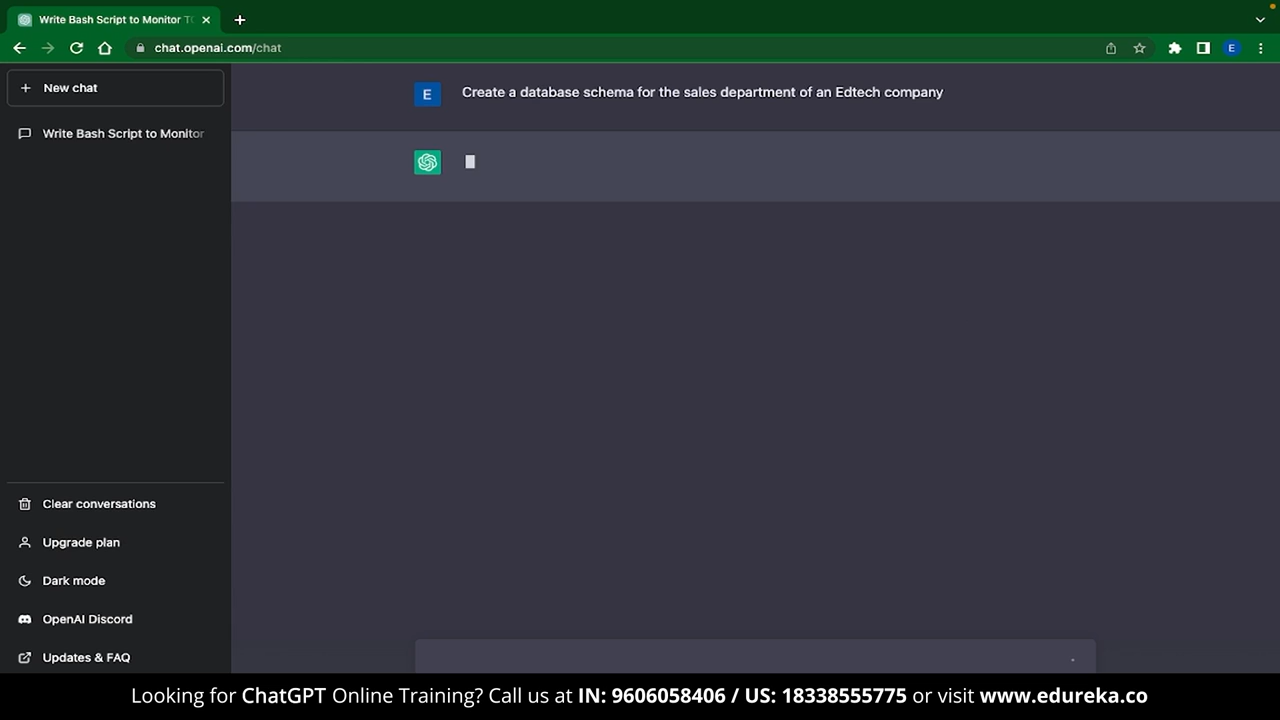 Write Bash Script to Monitor TC
chat.openai.com/chat
E
New chat
E
Create a database schema for the sales department of an Edtech company
Write Bash Script to Monitor
Clear conversations
Upgrade plan
Dark mode
OpenAI Discord
Updates & FAQ
Looking for ChatGPT Online Training? Call us at IN: 9606058406 / US: 18338555775 or visit www.edureka.co